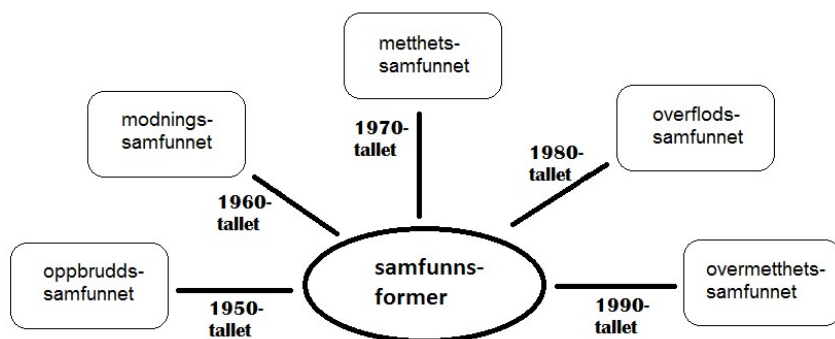 metthets-
samfunnet
modnings-
samfunnet
overflods-
samfunnet
1970-
tallet
1980-
tallet
1960-
tallet
oppbrudds-
samfunnet
samfunns-
former
overmetthets-
samfunnet
1950-
tallet
1990-
tallet